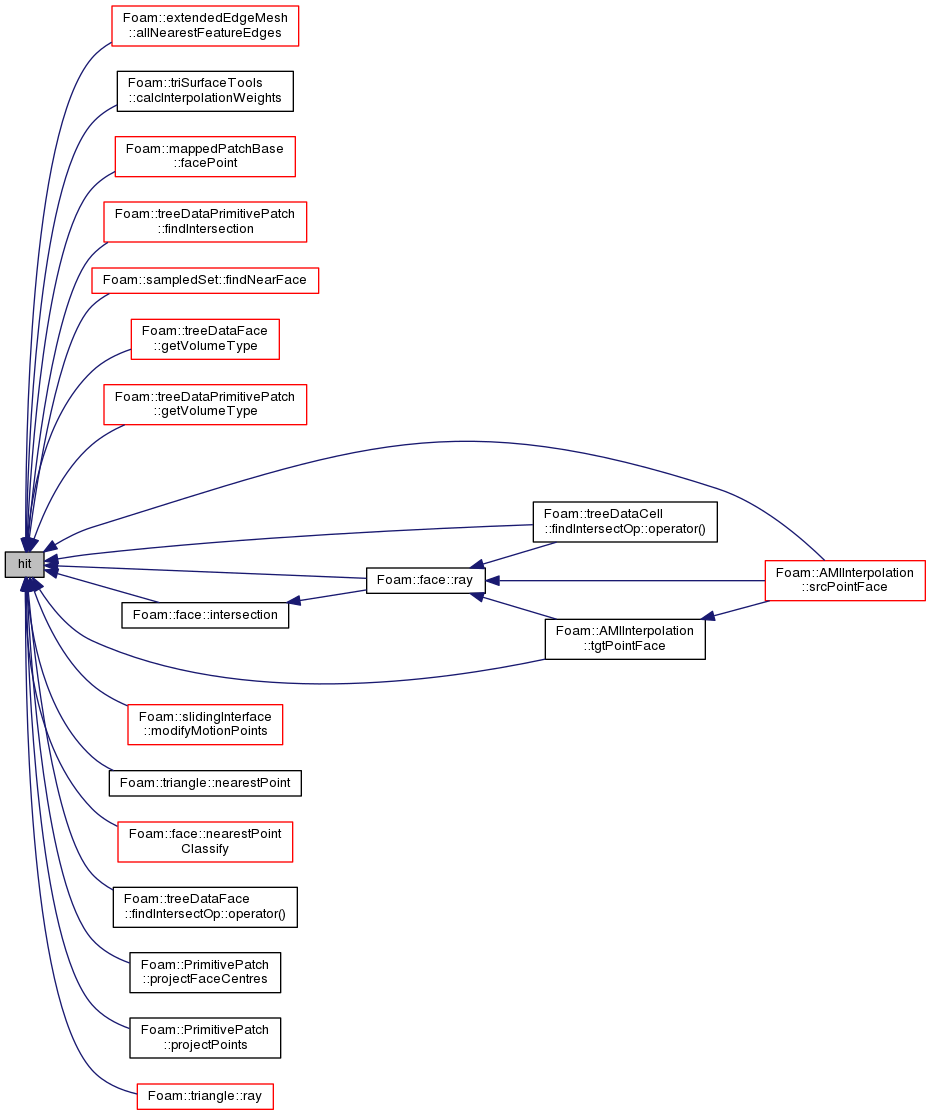 Foam::extendedEdgeMesh
::allNearestFeatureEdges
Foam::triSurfaceTools
::calcInterpolationWeights
Foam::mappedPatchBase
::facePoint
Foam::treeDataPrimitivePatch
::findIntersection
Foam::sampledSet::findNearFace
Foam::treeDataFace
::getVolumeType
Foam::treeDataPrimitivePatch
::getVolumeType
hit
Foam::treeDataCell
::findIntersectOp::operator()
Foam::face::ray
Foam::AMIInterpolation
::srcPointFace
Foam::face::intersection
Foam::AMIInterpolation
::tgtPointFace
Foam::slidingInterface
::modifyMotionPoints
Foam::triangle::nearestPoint
Foam::face::nearestPoint
Classify
Foam::treeDataFace
::findIntersectOp::operator()
Foam::PrimitivePatch
::projectFaceCentres
Foam::PrimitivePatch
::projectPoints
Foam::triangle::ray